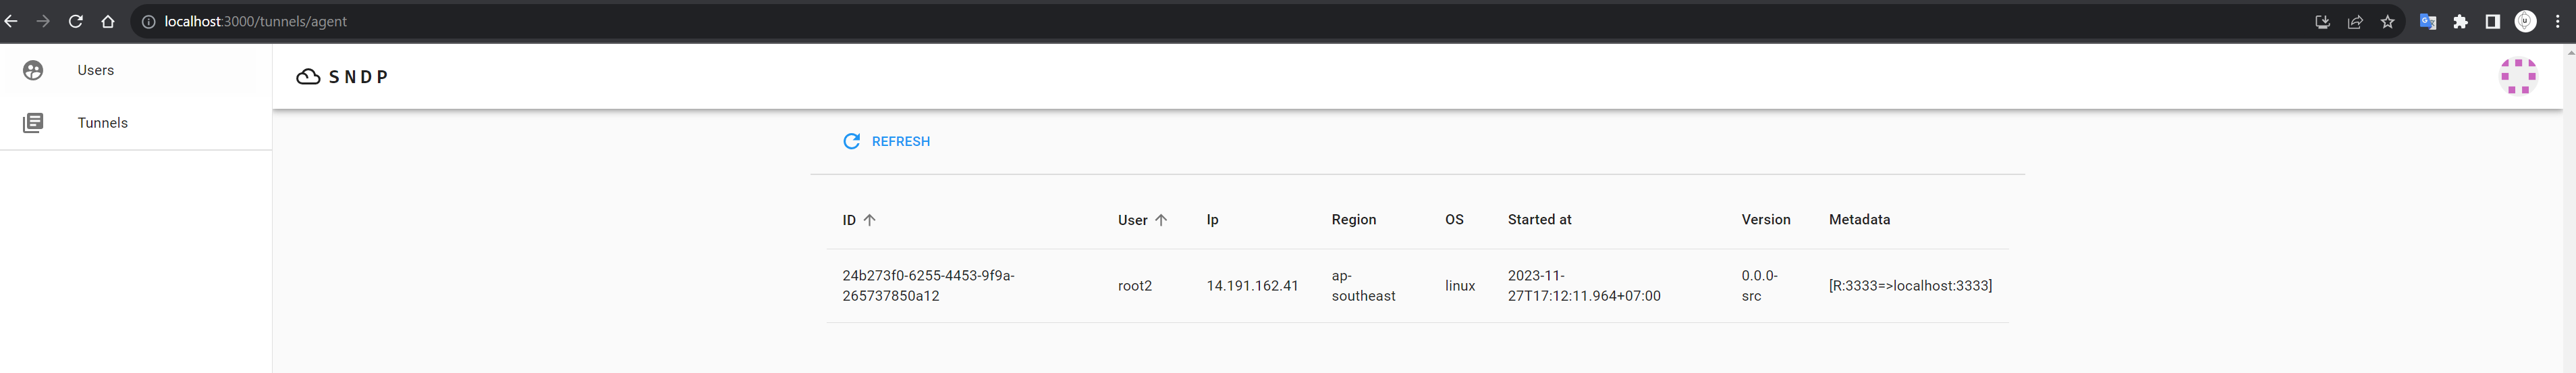 localhost:3000/tunnels/agent
Users
SNDP
Tunnels
REFRESH
ID User Ip Region OS Started at Version Metadata
24b273f0-6255-4453-9f9a-
265737850a12
root2
14.191.162.41
ap-
southeast
linux
2023-11-
27T17:12:11.964+07:00
0.0.0-
src
[R:3333=>localhost:3333]